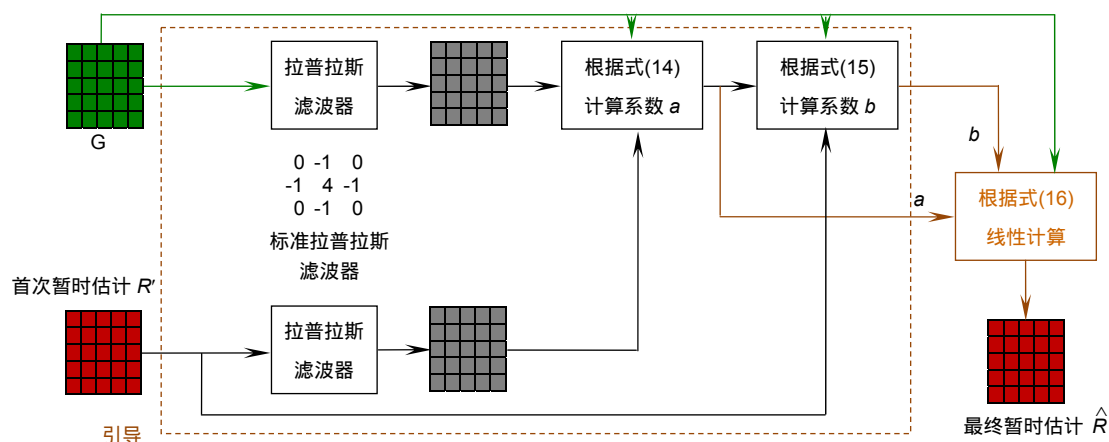 拉普拉斯
滤波器
根据式(14)
计算系数 a
根据式(15)
计算系数 b
G
b
0 -1 0
-1 4 -1
0 -1 0
标准拉普拉斯
滤波器
a
根据式(16)
线性计算
首次暂时估计 R′
拉普拉斯
滤波器
最终暂时估计 R̂
引导